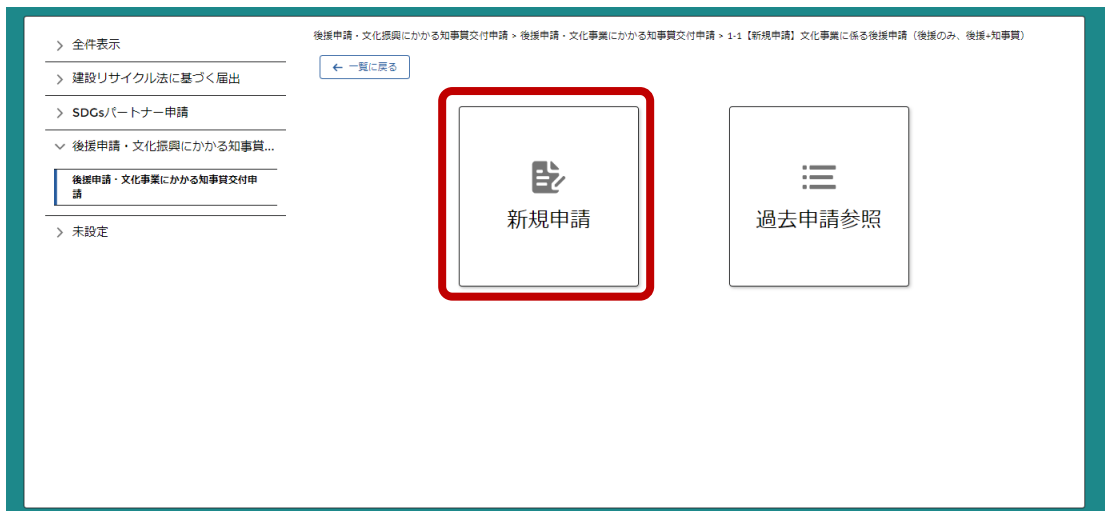 全件表示
建設リサイクル法に基づく届出
SDGsパートナー申請
後援申請・文化振興にかかる知事賞...
後援申請・文化事業にかかる知事賞交付申
請
未設定
後援申請・文化振興にかかる知事賞交付申請 > 後援申請・文化事業にかかる知事賞交付申請 > 1-1【新規申請】文化事業に係る後援申請（後援のみ、後援+知事賞）
← 一覧に戻る
新規申請
過去申請参照